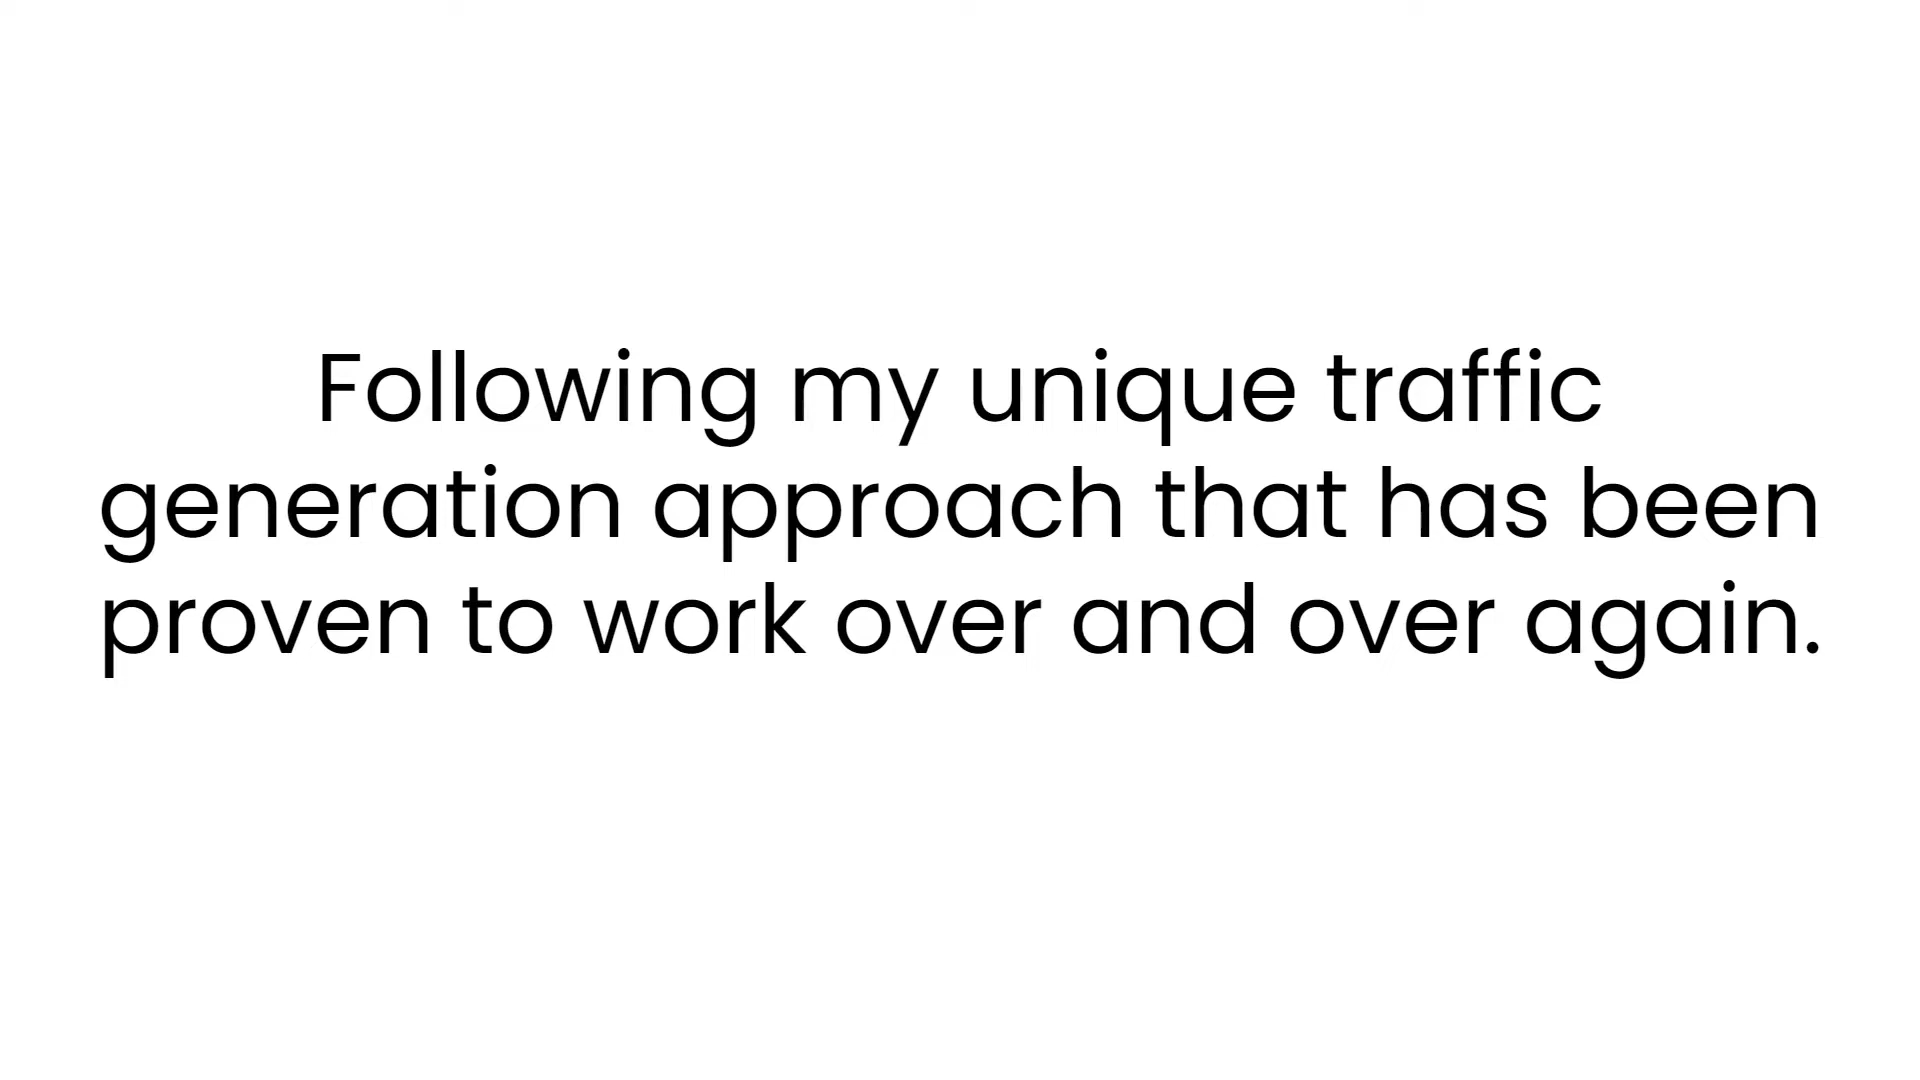 Following my unique traffic
generation approach that has been
proven to work over and over again.